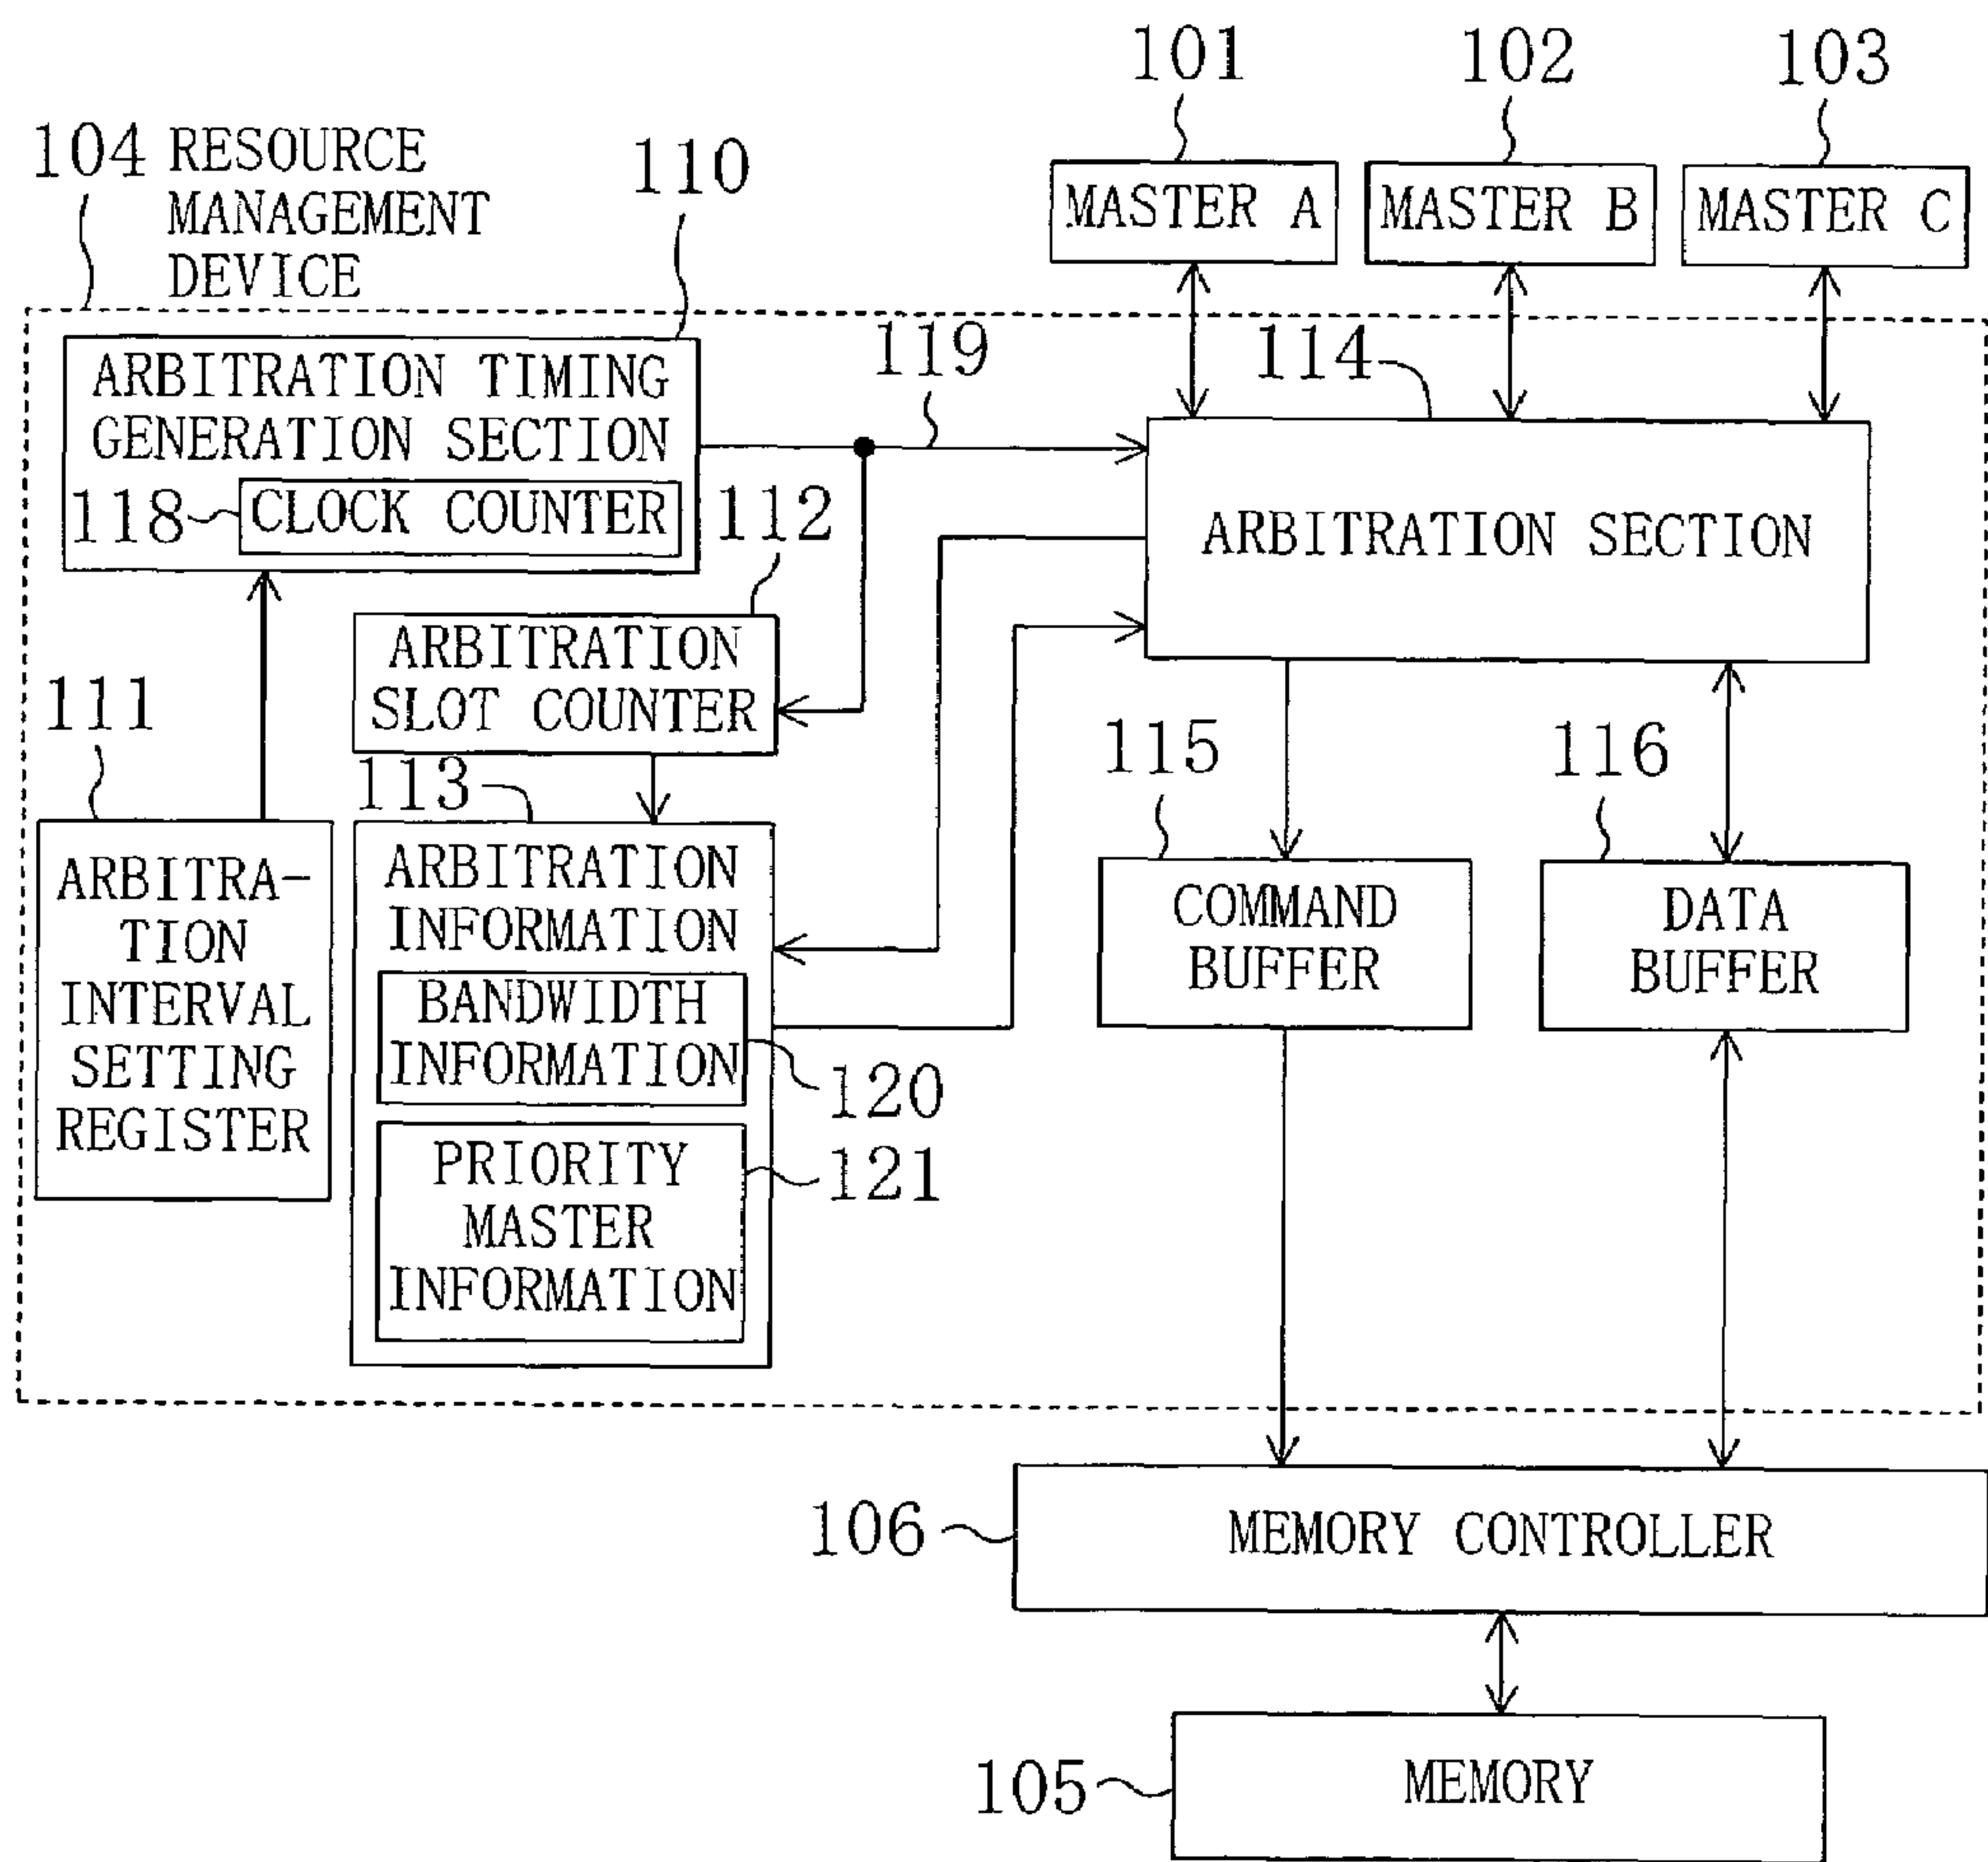 101
102
103
104 RESOURCE
MANAGEMENT
DEVICE
110
MASTER A
MASTER B
MASTER C
ARBITRATION TIMING
GENERATION SECTION
118
CLOCK COUNTER
119
114
112
ARBITRATION SECTION
ARBITRATION
SLOT COUNTER
111
113
115
116
ARBITRA-
TION
INTERVAL
SETTING
REGISTER
ARBITRATION
INFORMATION
BANDWIDTH
INFORMATION
120
PRIORITY
MASTER
INFORMATION
121
COMMAND
BUFFER
DATA
BUFFER
106
MEMORY CONTROLLER
105
MEMORY